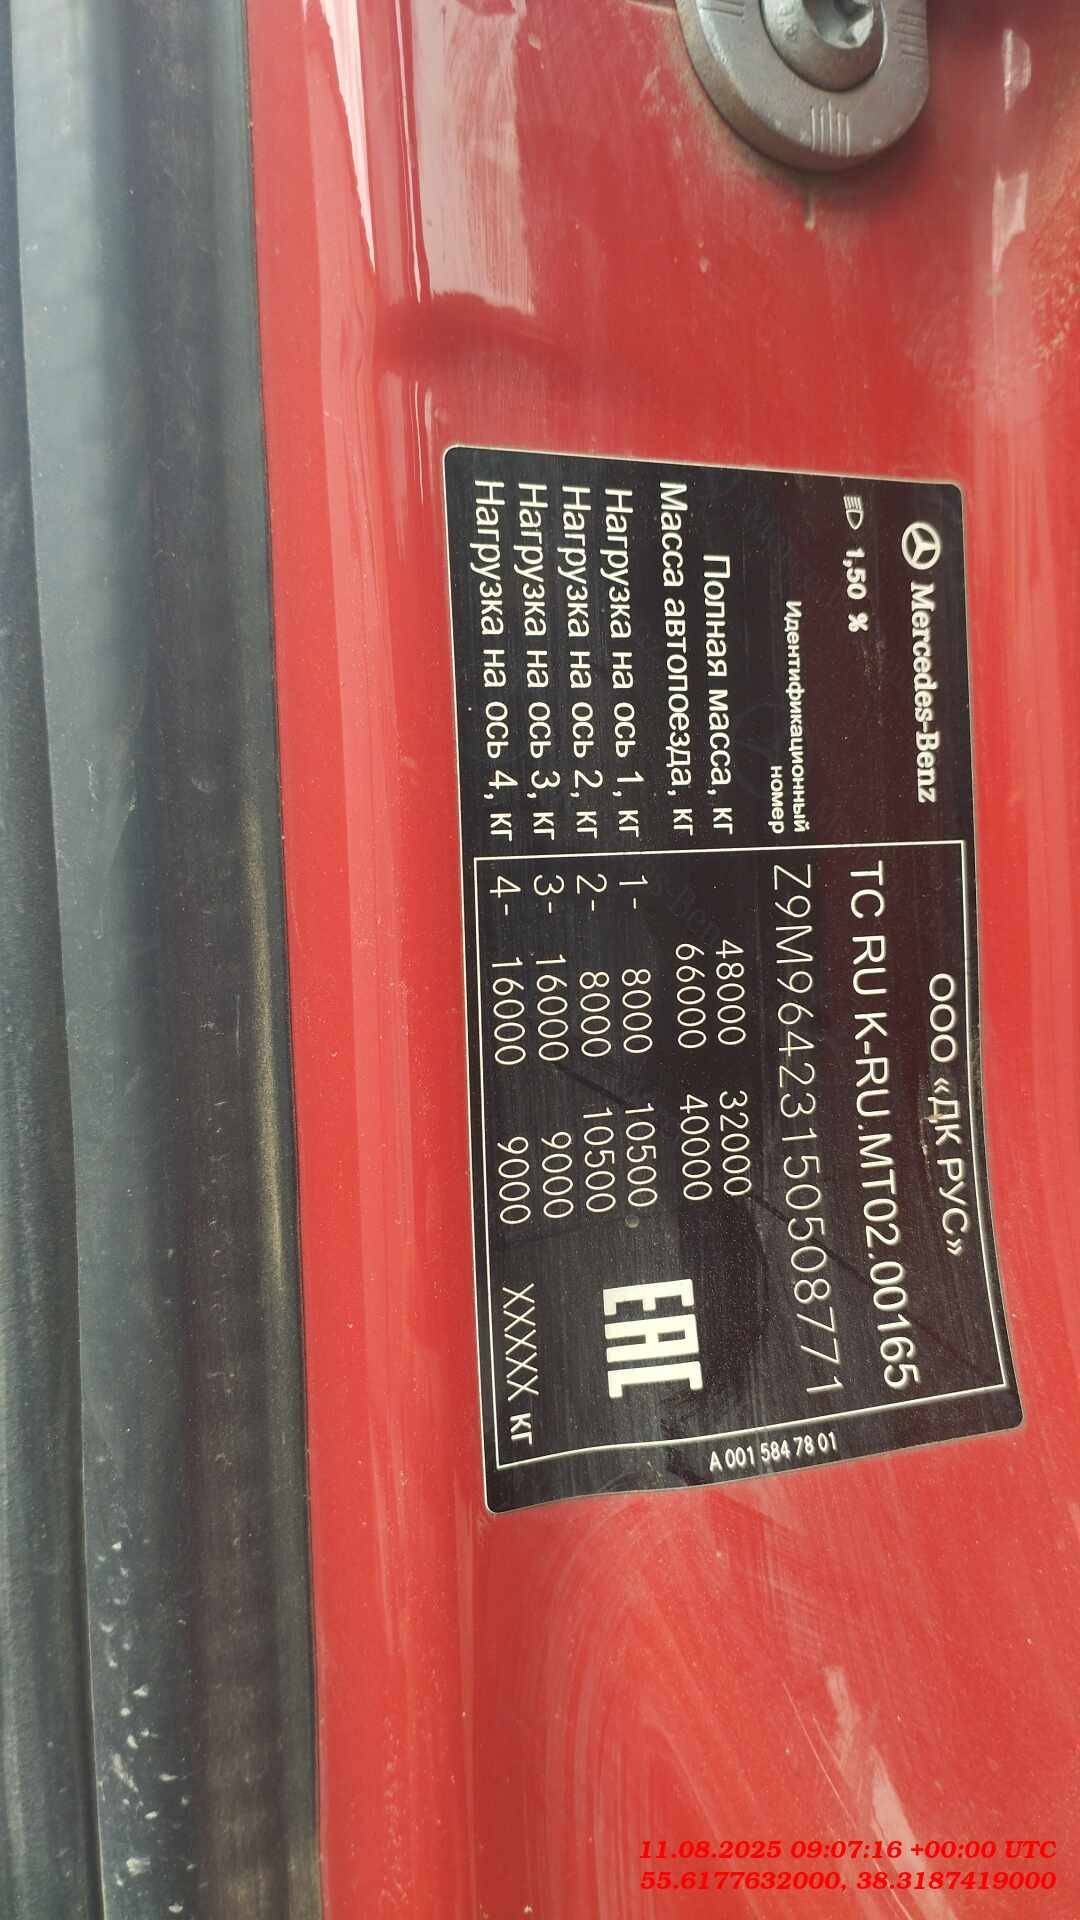 Mercedes-Benz
ООО «ДК РУС»
1,50 %
ТС RU К-RU.МТ02.00165
Идентификационный
номер
Z9M96423150508771
Полная масса, кг 48000 32000
Масса автопоезда, кг 66000 40000
Нагрузка на ось 1, кг 1- 8000 10500
Нагрузка на ось 2, кг 2- 8000 10500
Нагрузка на ось 3, кг 3- 16000 9000
Нагрузка на ось 4, кг 4- 16000 9000 XXXXX кг
ЕАС
A 001 584 78 01
11.08.2025 09:07:16 +00:00 UTC
55.6177632000, 38.3187419000